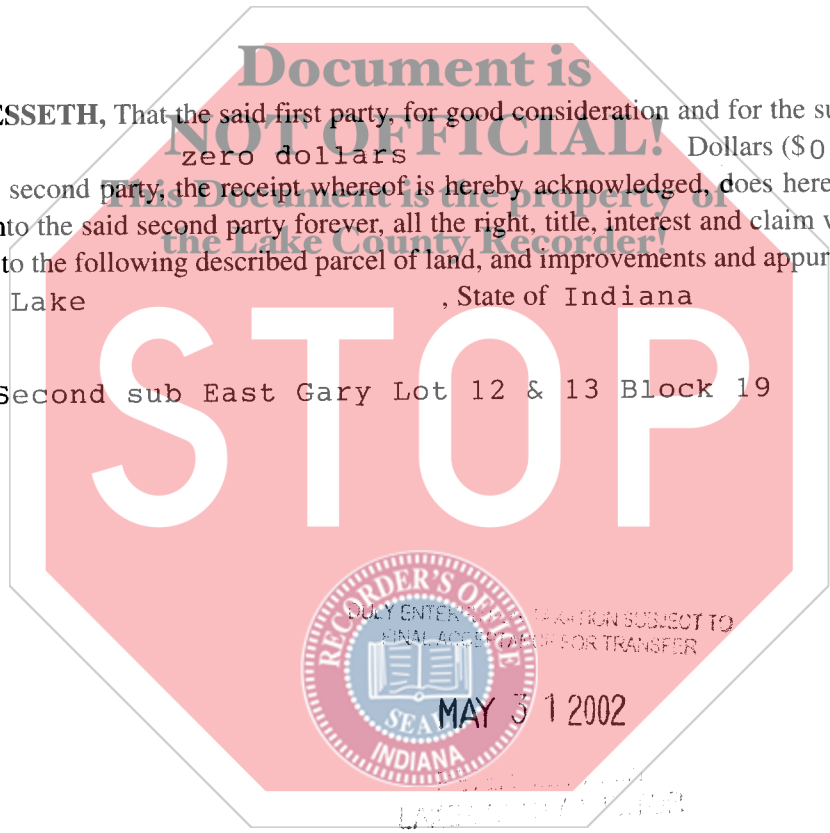 Document is
ESSETH, That the said first party, for good consideration and for the su
NOT OFFICIAL!
zero dollars Dollars ($0
second party, the receipt whereof is hereby acknowledged, does here
This Document is the property of
nto the said second party forever, all the right, title, interest and claim
the Lake County Recorder!
to the following described parcel of land, and improvements and appur
Lake , State of Indiana
STOP
Second sub East Gary Lot 12 & 13 Block 19
RECORDER'S OFFICE
DULY ENTERED SUBJECT TO
FINAL ACCEPTANCE FOR TRANSFER
MAY 31 2002
SEAL
INDIANA